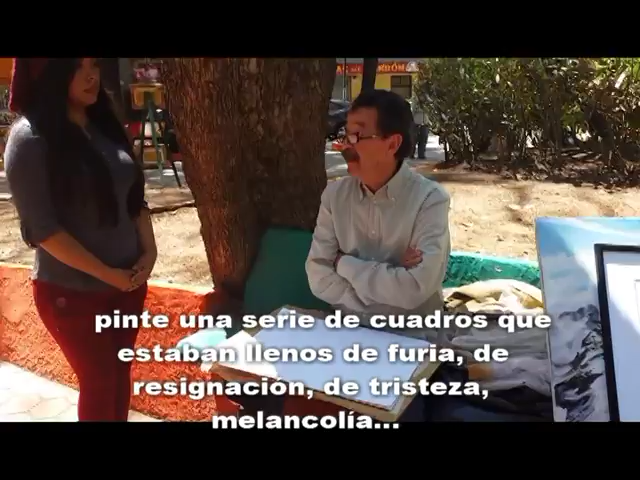 pinte una serie de cuadros que
estaban llenos de furia, de
resignación, de tristeza,
melancolía...